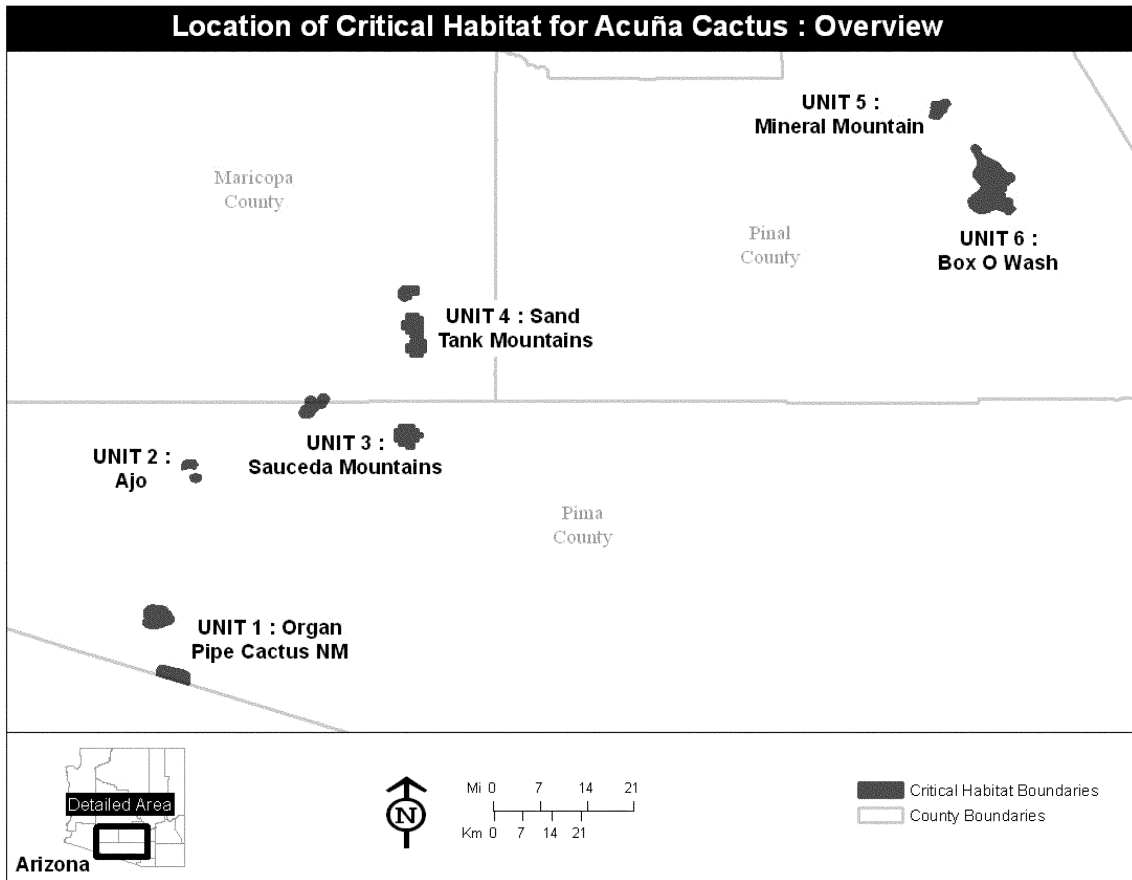 Location of Critical Habitat for Acuña Cactus : Overview
UNIT 5 :
Mineral Mountain
Maricopa
County
Pinal
County
UNIT 6 :
Box O Wash
UNIT 4 : Sand
Tank Mountains
UNIT 3 :
Sauceda Mountains
UNIT 2 :
Ajo
Pima
County
UNIT 1 : Organ
Pipe Cactus NM
Detailed Area
Arizona
N
Mi 0 7 14 21
Km 0 7 14 21
Critical Habitat Boundaries
County Boundaries